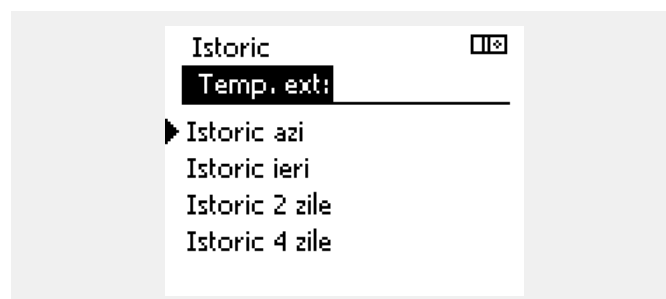 Istoric
Temp. ext:
Istoric azi
Istoric ieri
Istoric 2 zile
Istoric 4 zile